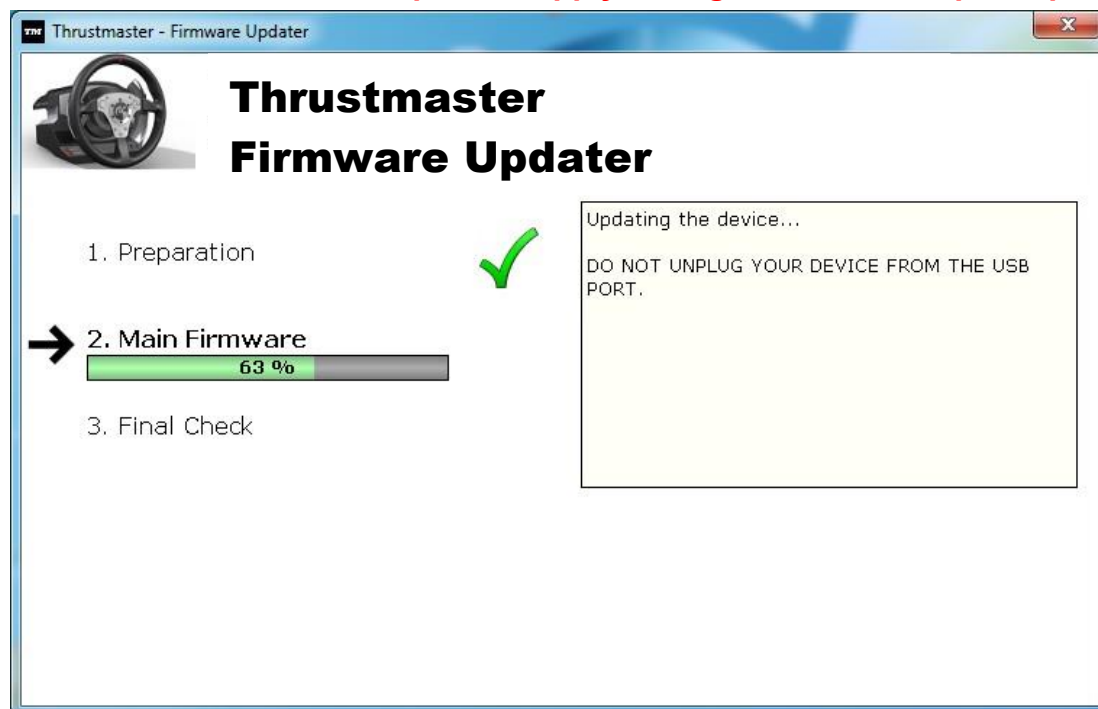 Thrustmaster - Firmware Updater
Thrustmaster
Firmware Updater
1. Preparation
Updating the device...
DO NOT UNPLUG YOUR DEVICE FROM THE USB
PORT.
2. Main Firmware
63 %
3. Final Check